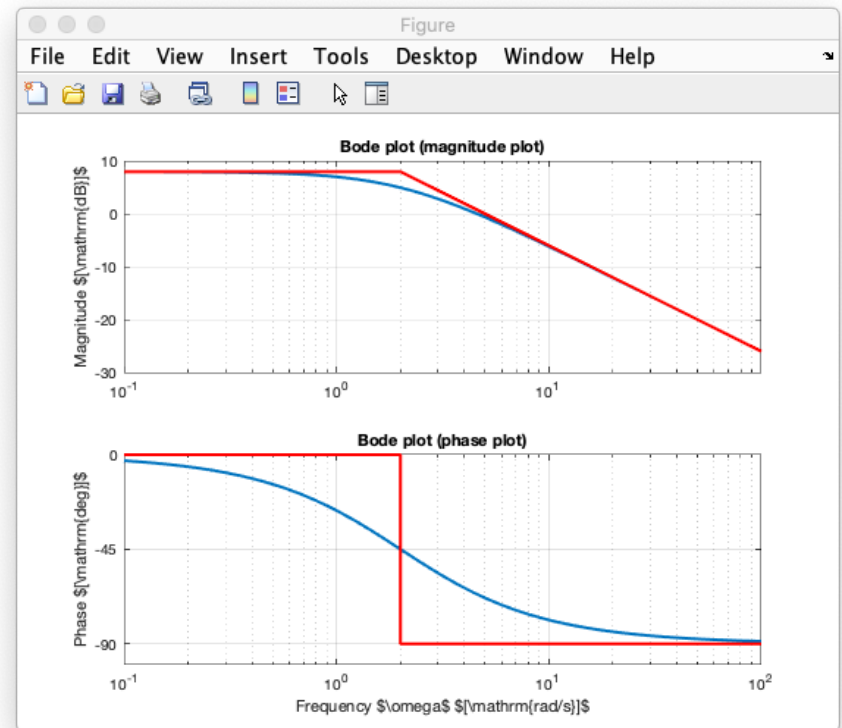 Figure
File Edit View Insert Tools Desktop Window Help
Bode plot (magnitude plot)
Magnitude $[\mathrm{dB}]$
10
0
-10
-20
-30
10^-1 10^0 10^1
Bode plot (phase plot)
Phase $[\mathrm{deg}]$
0
-45
-90
10^-1 10^0 10^1 10^2
Frequency $\omega$ $[\mathrm{rad/s}]$